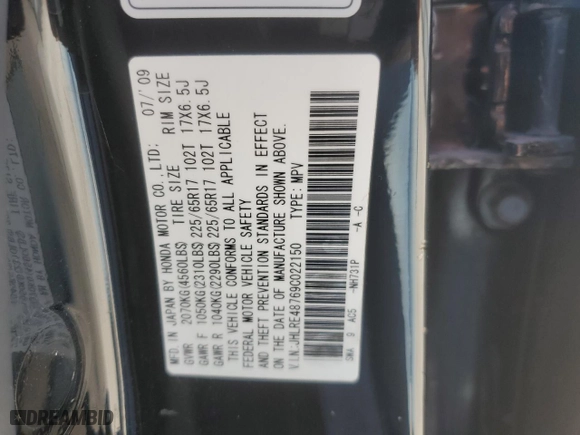 MFD IN JAPAN BY HONDA MOTOR CO., LTD: 07/'09
TIRE SIZE RIM SIZE
GVWR 2070KG(4560LBS)
GAWR F 1050KG(2310LBS) 225/65R17 102T 17X6.5J
GAWR R 1040KG(2290LBS) 225/65R17 102T 17X6.5J
THIS VEHICLE CONFORMS TO ALL APPLICABLE
FEDERAL MOTOR VEHICLE SAFETY
AND THEFT PREVENTION STANDARDS IN EFFECT
ON THE DATE OF MANUFACTURE SHOWN ABOVE.
V.I.N:JHLRE48769C022150 TYPE: MPV
SWA 9 AC5 -NH731P -A -C
DREAMBID